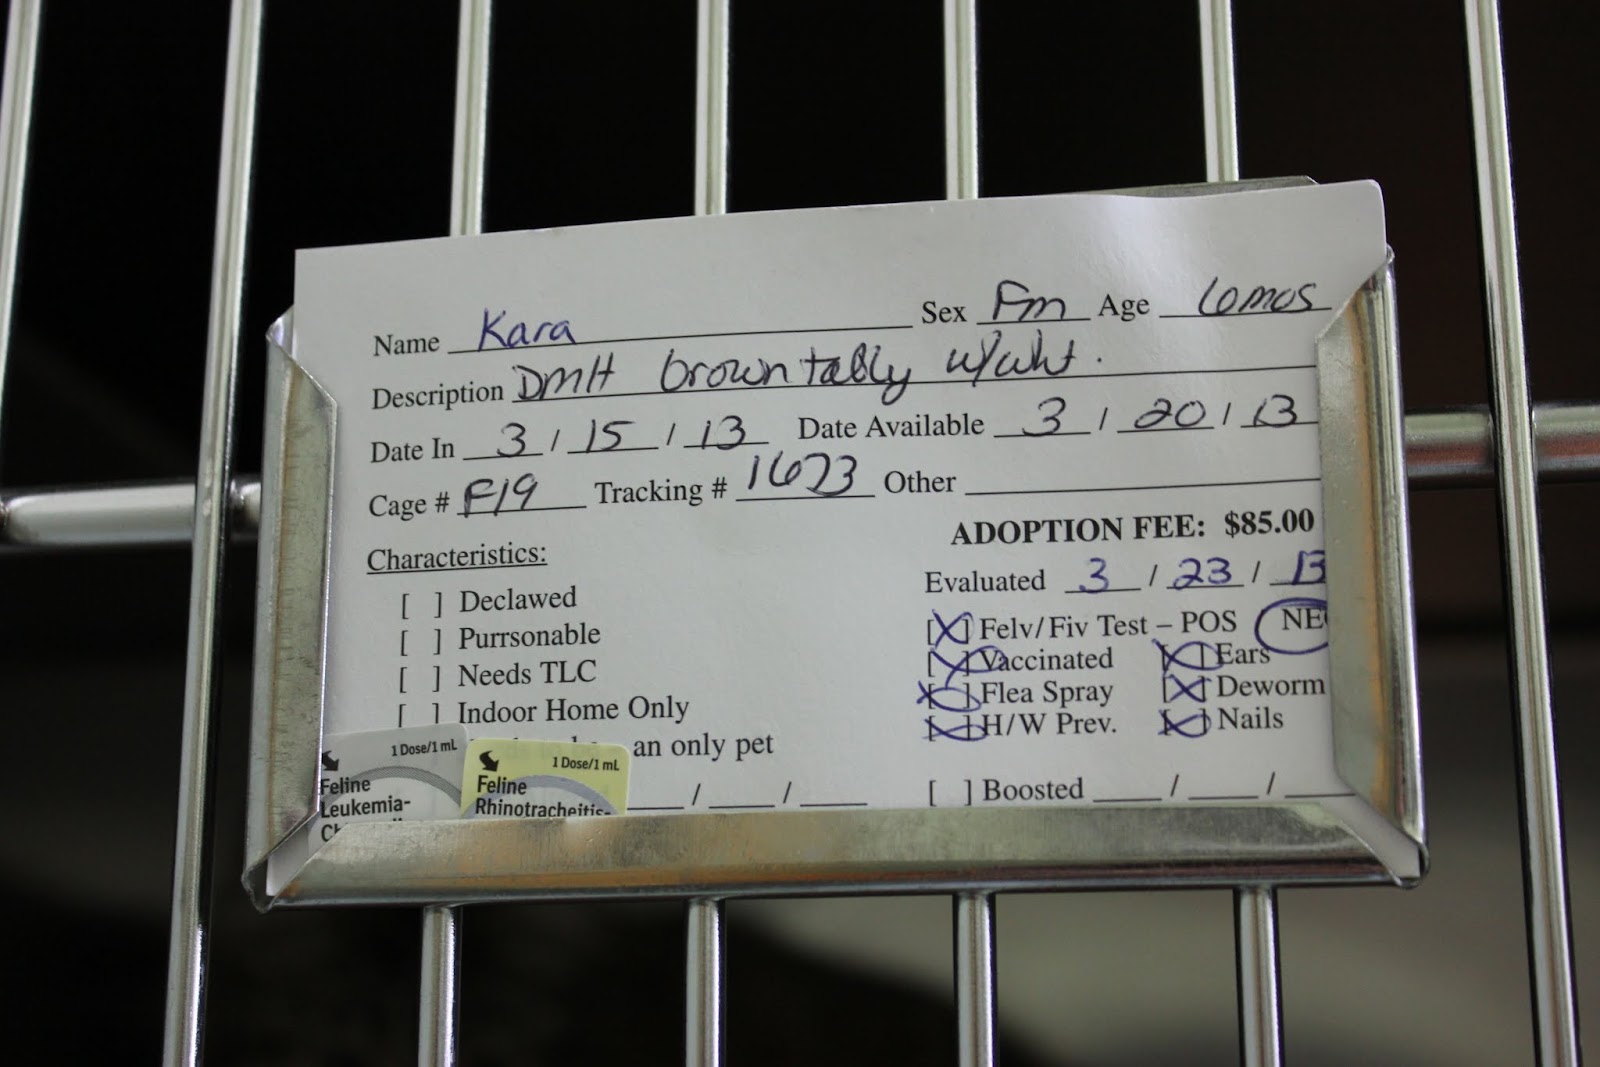 Name Kara Sex Fm Age 6mos
Description DMH brown tabby w/wht.
Date In 3 / 15 / 13 Date Available 3 / 20 / 13
Cage # F19 Tracking # 1673 Other
ADOPTION FEE: $85.00
Characteristics:
Evaluated 3 / 23 / 13
[ ] Declawed
[X] Felv/Fiv Test – POS NE
[ ] Purrsonable
[X] Vaccinated [X] Ears
[ ] Needs TLC
[X] Flea Spray [X] Deworm
[ ] Indoor Home Only
[X] H/W Prev. [X] Nails
an only pet
[ ] Boosted / /
/ /
1 Dose/1 mL
Feline
Leukemia-
1 Dose/1 mL
Feline
Rhinotracheitis-